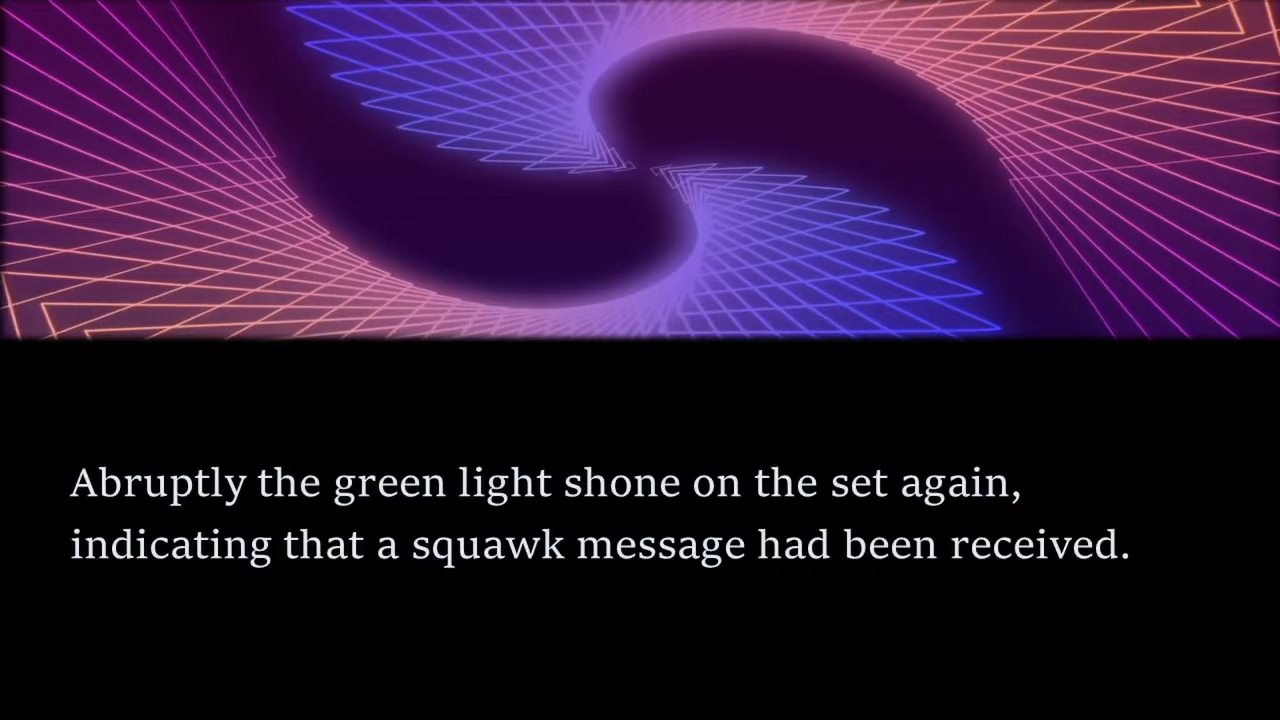 Abruptly the green light shone on the set again,
indicating that a squawk message had been received.